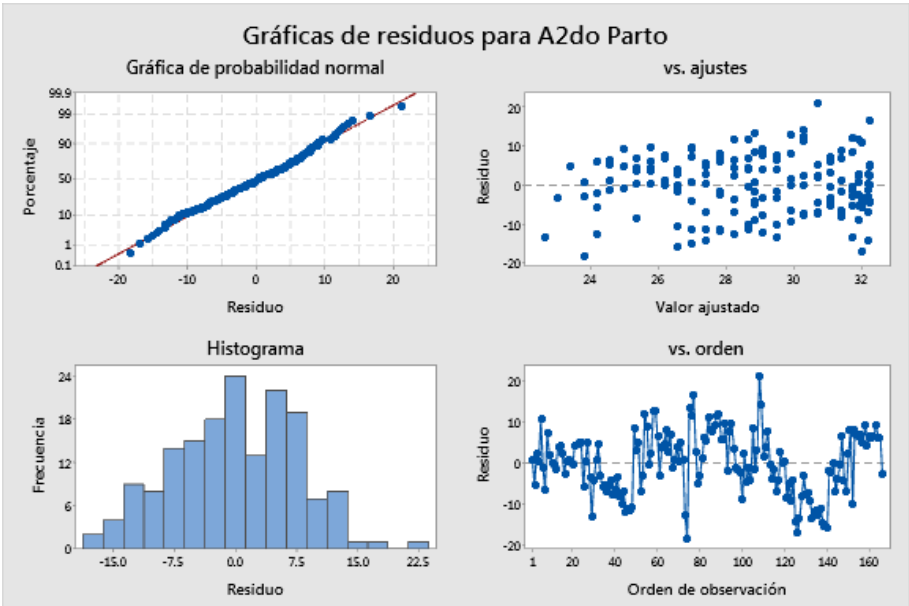 Gráficas de residuos para A2do Parto
Gráfica de probabilidad normal
99.9
99
90
50
10
1
0.1
Porcentaje
-20 -10 0 10 20
Residuo
vs. ajustes
20
10
0
-10
-20
Residuo
24 26 28 30 32
Valor ajustado
Histograma
24
18
12
6
0
Frecuencia
-15.0 -7.5 0.0 7.5 15.0 22.5
Residuo
vs. orden
20
10
0
-10
-20
Residuo
1 20 40 60 80 100 120 140 160
Orden de observación